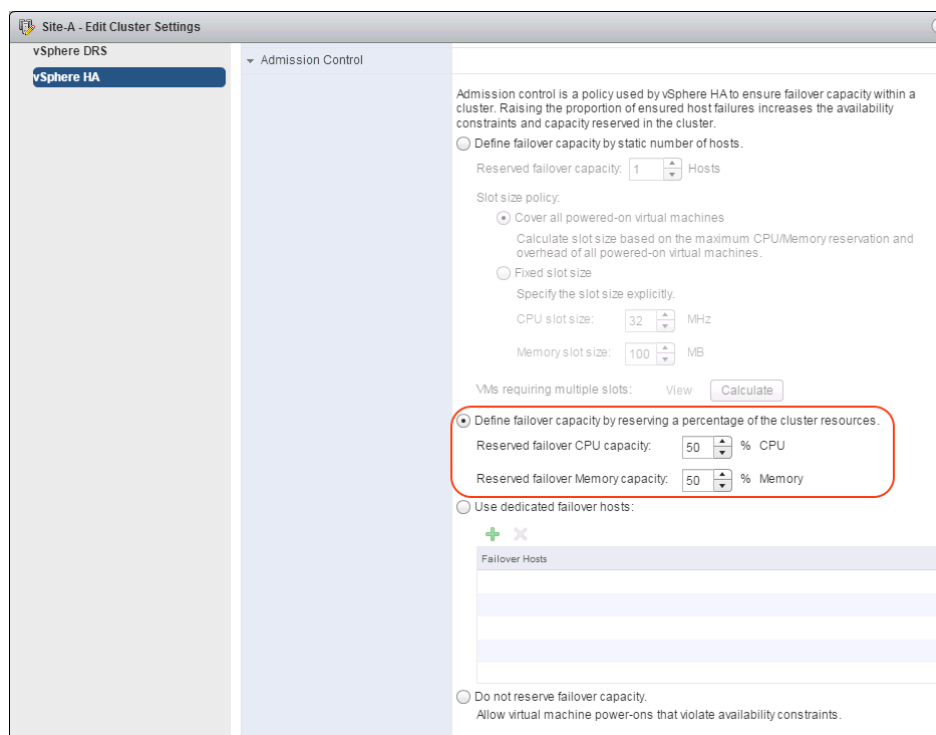 Site-A - Edit Cluster Settings
vSphere DRS
vSphere HA
Admission Control
Admission control is a policy used by vSphere HA to ensure failover capacity within a
cluster. Raising the proportion of ensured host failures increases the availability
constraints and capacity reserved in the cluster.
Define failover capacity by static number of hosts.
Reserved failover capacity: 1 Hosts
Slot size policy:
Cover all powered-on virtual machines
Calculate slot size based on the maximum CPU/Memory reservation and
overhead of all powered-on virtual machines.
Fixed slot size
Specify the slot size explicitly.
CPU slot size: 32 MHz
Memory slot size: 100 MB
VMs requiring multiple slots: View Calculate
Define failover capacity by reserving a percentage of the cluster resources.
Reserved failover CPU capacity: 50 % CPU
Reserved failover Memory capacity: 50 % Memory
Use dedicated failover hosts:
Failover Hosts
Do not reserve failover capacity.
Allow virtual machine power-ons that violate availability constraints.